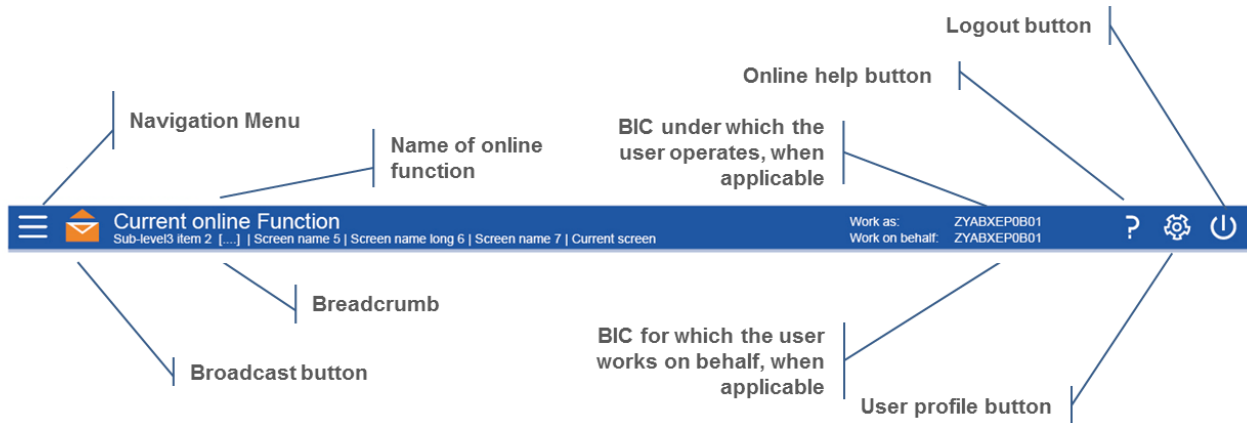 Logout button
Online help button
Navigation Menu
BIC under which the
user operates, when
applicable
Name of online
function
Current online Function
Sub-level3 item 2 [....] | Screen name 5 | Screen name long 6 | Screen name 7 | Current screen
Work as: ZYABXEP0B01
Work on behalf: ZYABXEP0B01
?
Breadcrumb
BIC for which the user
works on behalf, when
applicable
Broadcast button
User profile button